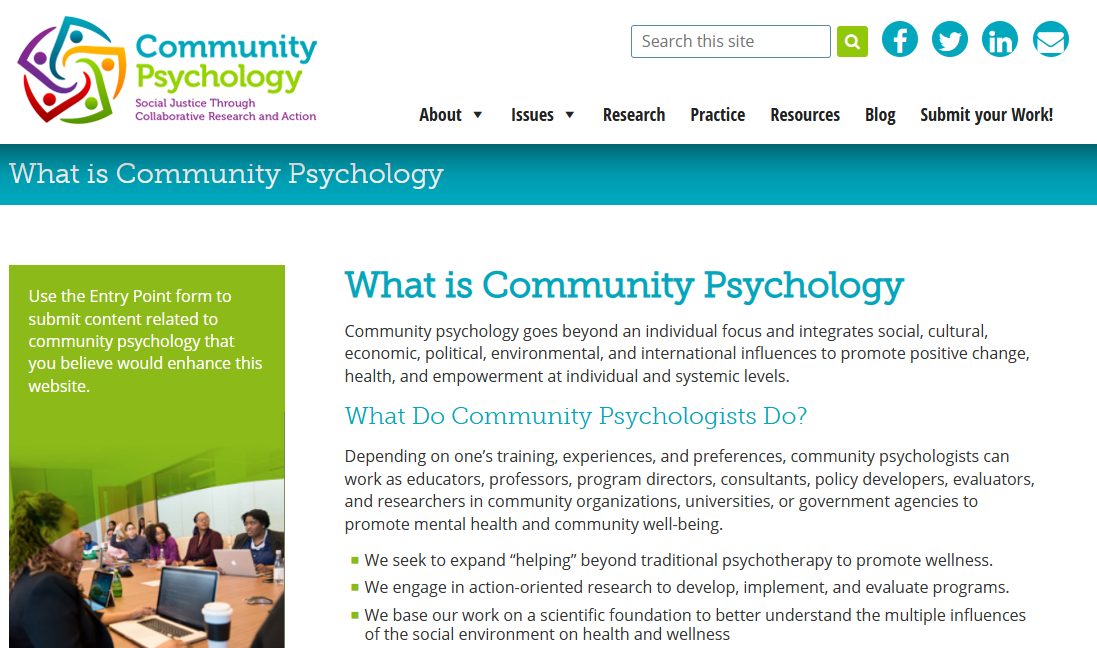 Community
Psychology
Social Justice Through
Collaborative Research and Action
Search this site
About
Issues
Research
Practice
Resources
Blog
Submit your Work!
What is Community Psychology
Use the Entry Point form to
submit content related to
community psychology that
you believe would enhance this
website.
What is Community Psychology
Community psychology goes beyond an individual focus and integrates social, cultural,
economic, political, environmental, and international influences to promote positive change,
health, and empowerment at individual and systemic levels.
What Do Community Psychologists Do?
Depending on one’s training, experiences, and preferences, community psychologists can
work as educators, professors, program directors, consultants, policy developers, evaluators,
and researchers in community organizations, universities, or government agencies to
promote mental health and community well-being.
We seek to expand “helping” beyond traditional psychotherapy to promote wellness.
We engage in action-oriented research to develop, implement, and evaluate programs.
We base our work on a scientific foundation to better understand the multiple influences
of the social environment on health and wellness